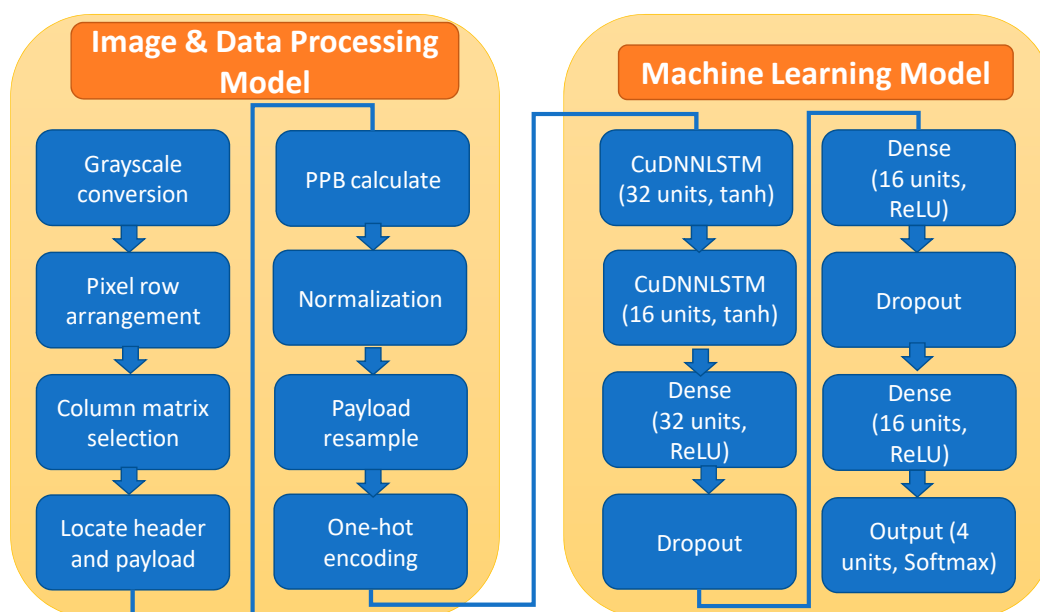 Image & Data Processing
Model
Grayscale
conversion
Pixel row
arrangement
Column matrix
selection
Locate header
and payload
PPB calculate
Normalization
Payload
resample
One-hot
encoding
Machine Learning Model
CuDNNLSTM
(32 units, tanh)
CuDNNLSTM
(16 units, tanh)
Dense
(32 units,
ReLU)
Dropout
Dense
(16 units,
ReLU)
Dropout
Dense
(16 units,
ReLU)
Output (4
units, Softmax)